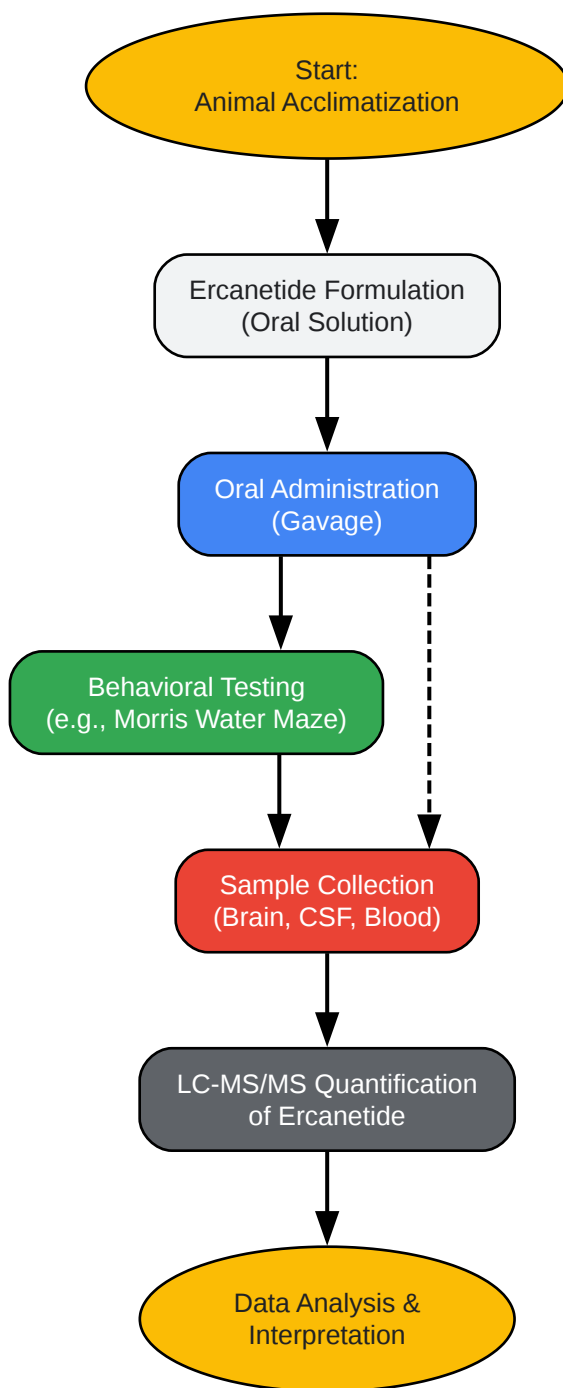 Start:
Animal Acclimatization
Ercanetide Formulation
(Oral Solution)
Oral Administration
(Gavage)
Behavioral Testing
(e.g., Morris Water Maze)
Sample Collection
(Brain, CSF, Blood)
LC-MS/MS Quantification
of Ercanetide
Data Analysis &
Interpretation